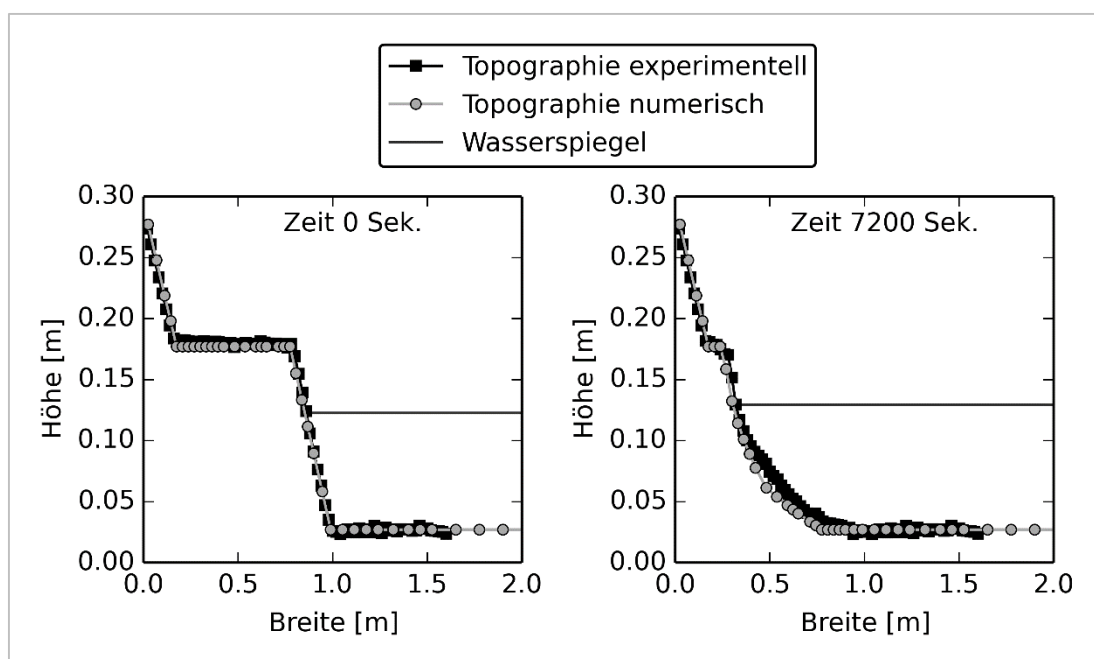 Topographie experimentell
Topographie numerisch
Wasserspiegel
Zeit 0 Sek.
0.30
0.25
0.20
0.15
0.10
0.05
0.00
Höhe [m]
0.0 0.5 1.0 1.5 2.0
Breite [m]
Zeit 7200 Sek.
0.30
0.25
0.20
0.15
0.10
0.05
0.00
Höhe [m]
0.0 0.5 1.0 1.5 2.0
Breite [m]